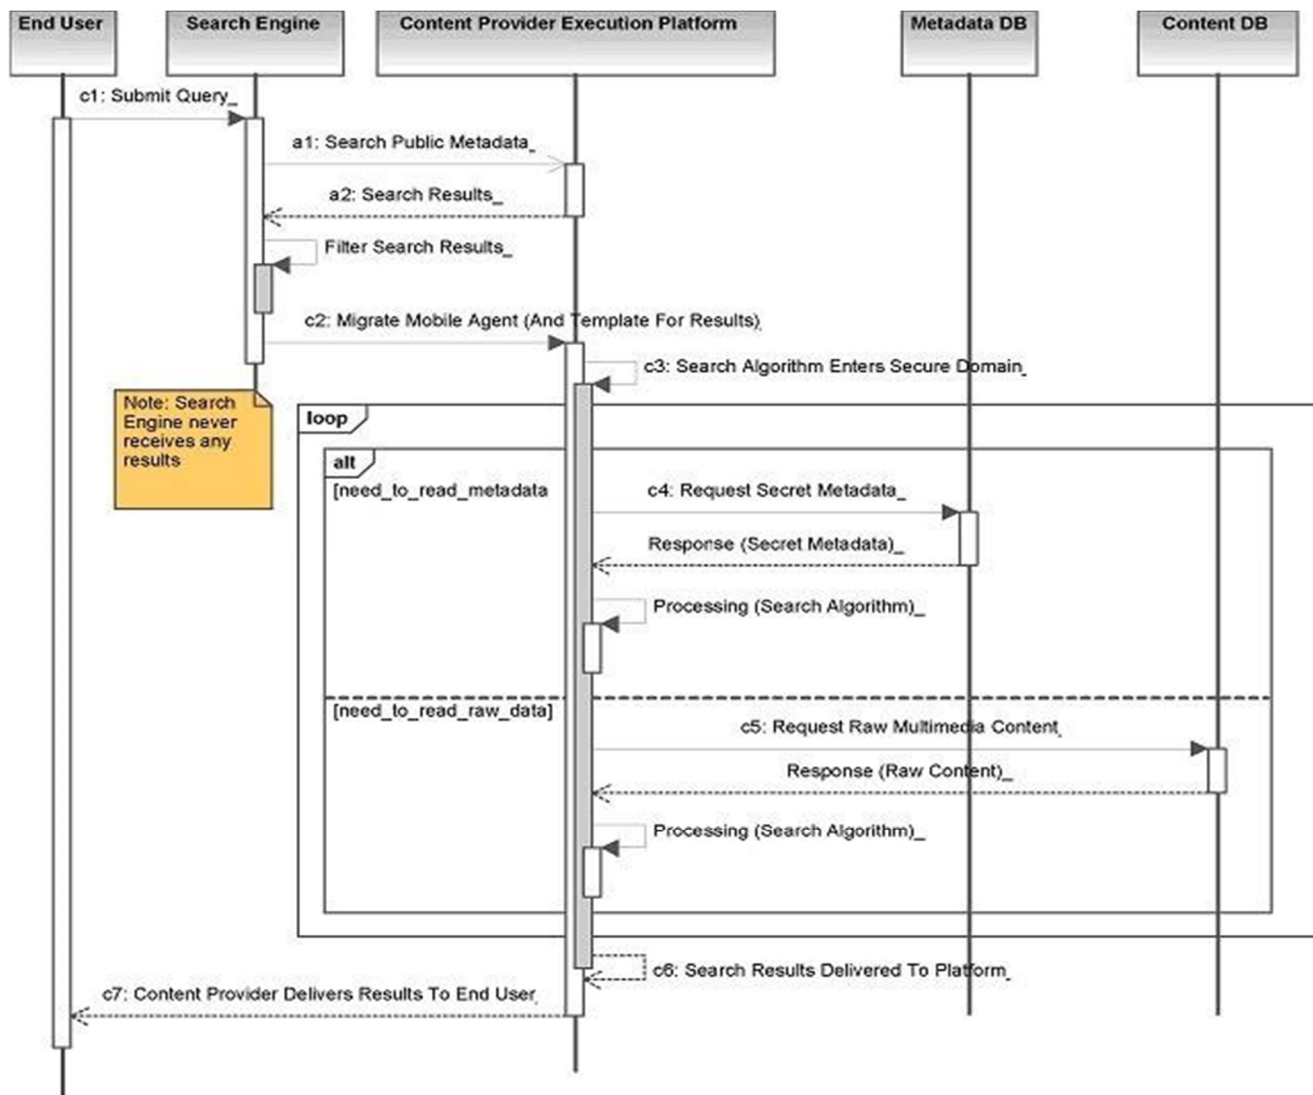 End User
Search Engine
Content Provider Execution Platform
Metadata DB
Content DB
c1: Submit Query_
a1: Search Public Metadata_
a2: Search Results_
Filter Search Results_
c2: Migrate Mobile Agent (And Template For Results)
c3: Search Algorithm Enters Secure Domain_
Note: Search
Engine never
receives any
results
loop
alt
[need_to_read_metadata
c4: Request Secret Metadata_
Response (Secret Metadata)_
Processing (Search Algorithm)_
[need_to_read_raw_data]
c5: Request Raw Multimedia Content
Response (Raw Content)_
Processing (Search Algorithm)_
c6: Search Results Delivered To Platform
c7: Content Provider Delivers Results To End User